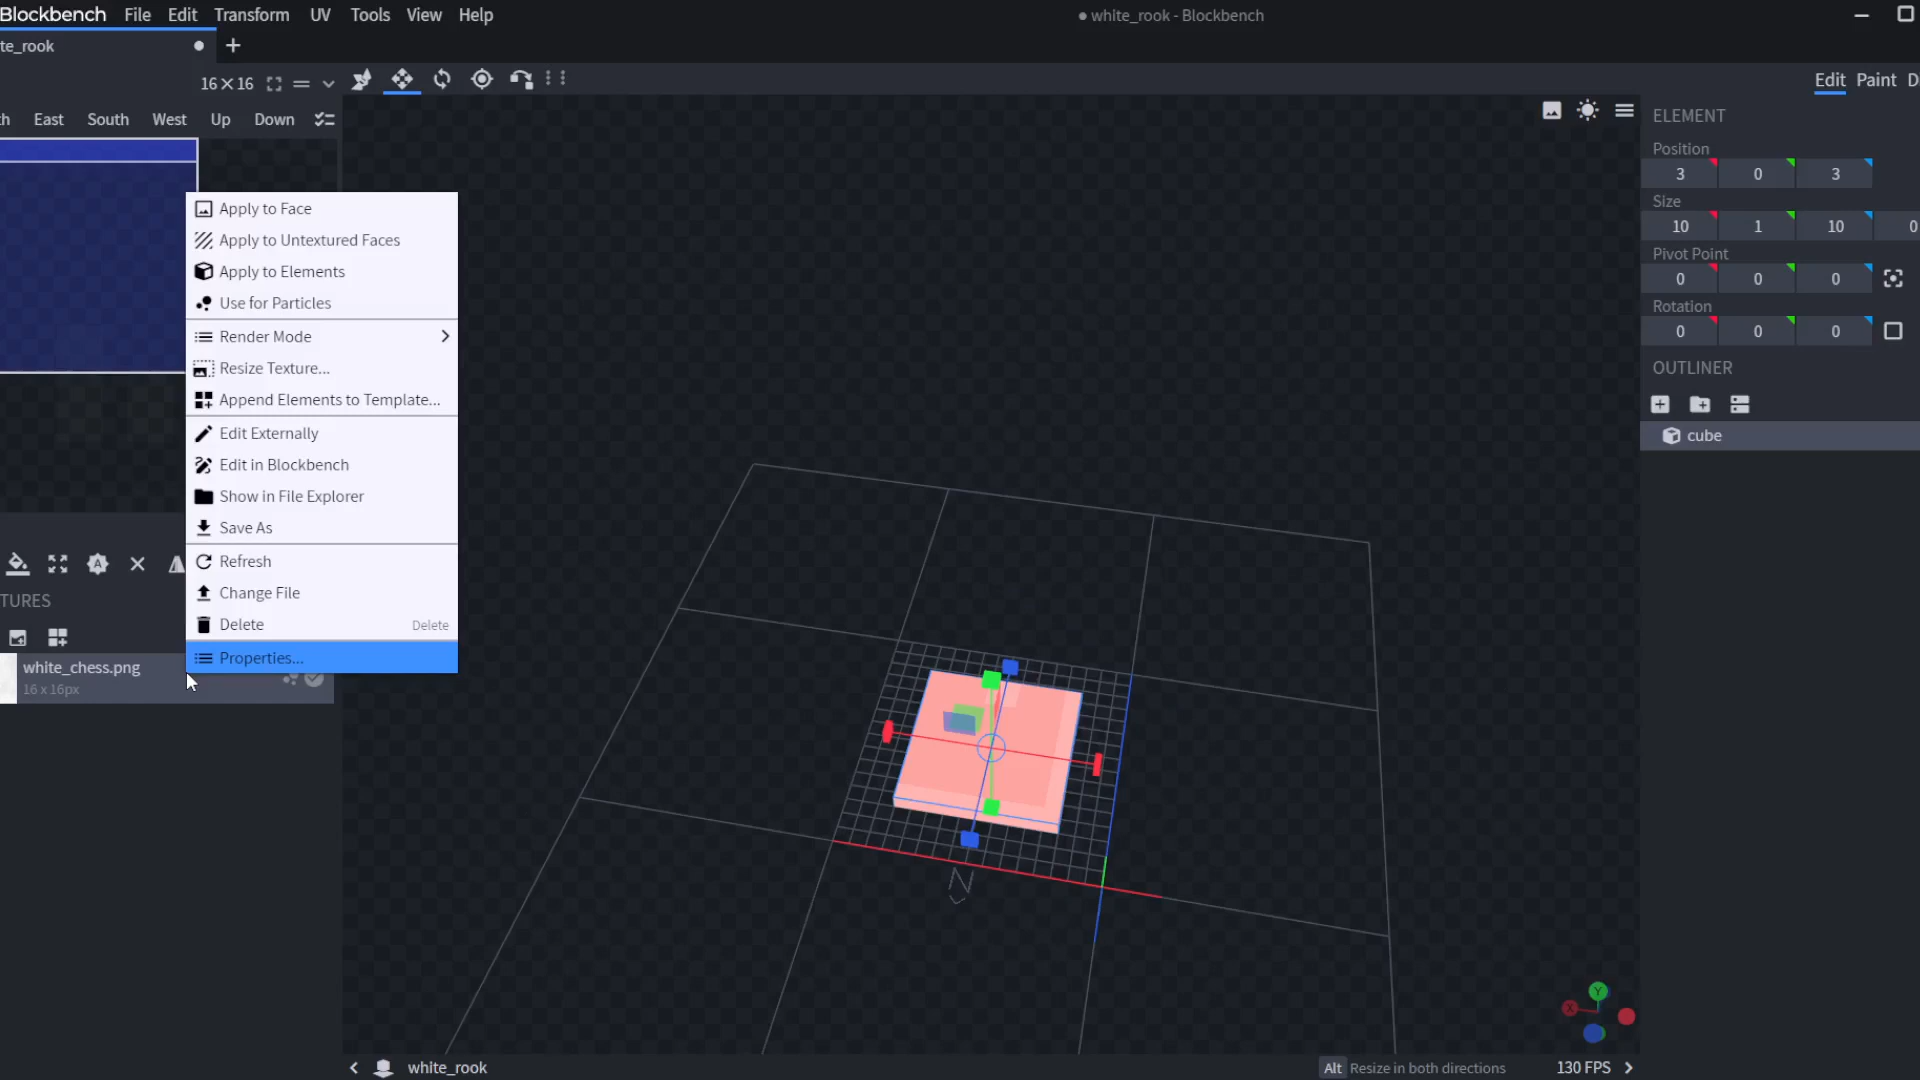 Blockbench File Edit Transform UV Tools View Help
white_rook - Blockbench
te_rook
16×16
Edit Paint D
h East South West Up Down
ELEMENT
Position
3 0 3
Size
10 1 10 0
Pivot Point
0 0 0
Rotation
0 0 0
OUTLINER
cube
Apply to Face
Apply to Untextured Faces
Apply to Elements
Use for Particles
Render Mode
Resize Texture...
Append Elements to Template...
Edit Externally
Edit in Blockbench
Show in File Explorer
Save As
Refresh
Change File
Delete Delete
Properties...
TURES
white_chess.png
16 x 16px
N
Y
X
white_rook
Alt Resize in both directions
130 FPS